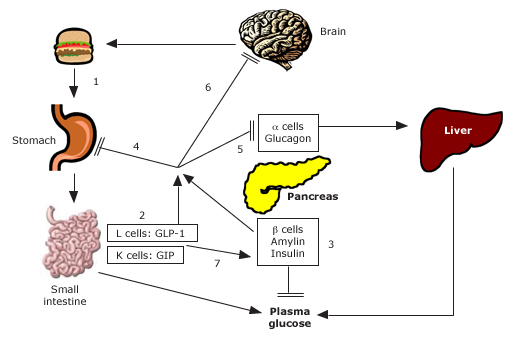 Brain
1
6
Stomach
4
5
α cells
Glucagon
Liver
Pancreas
2
L cells: GLP-1
K cells: GIP
7
β cells
Amylin
Insulin
3
Small
intestine
Plasma
glucose